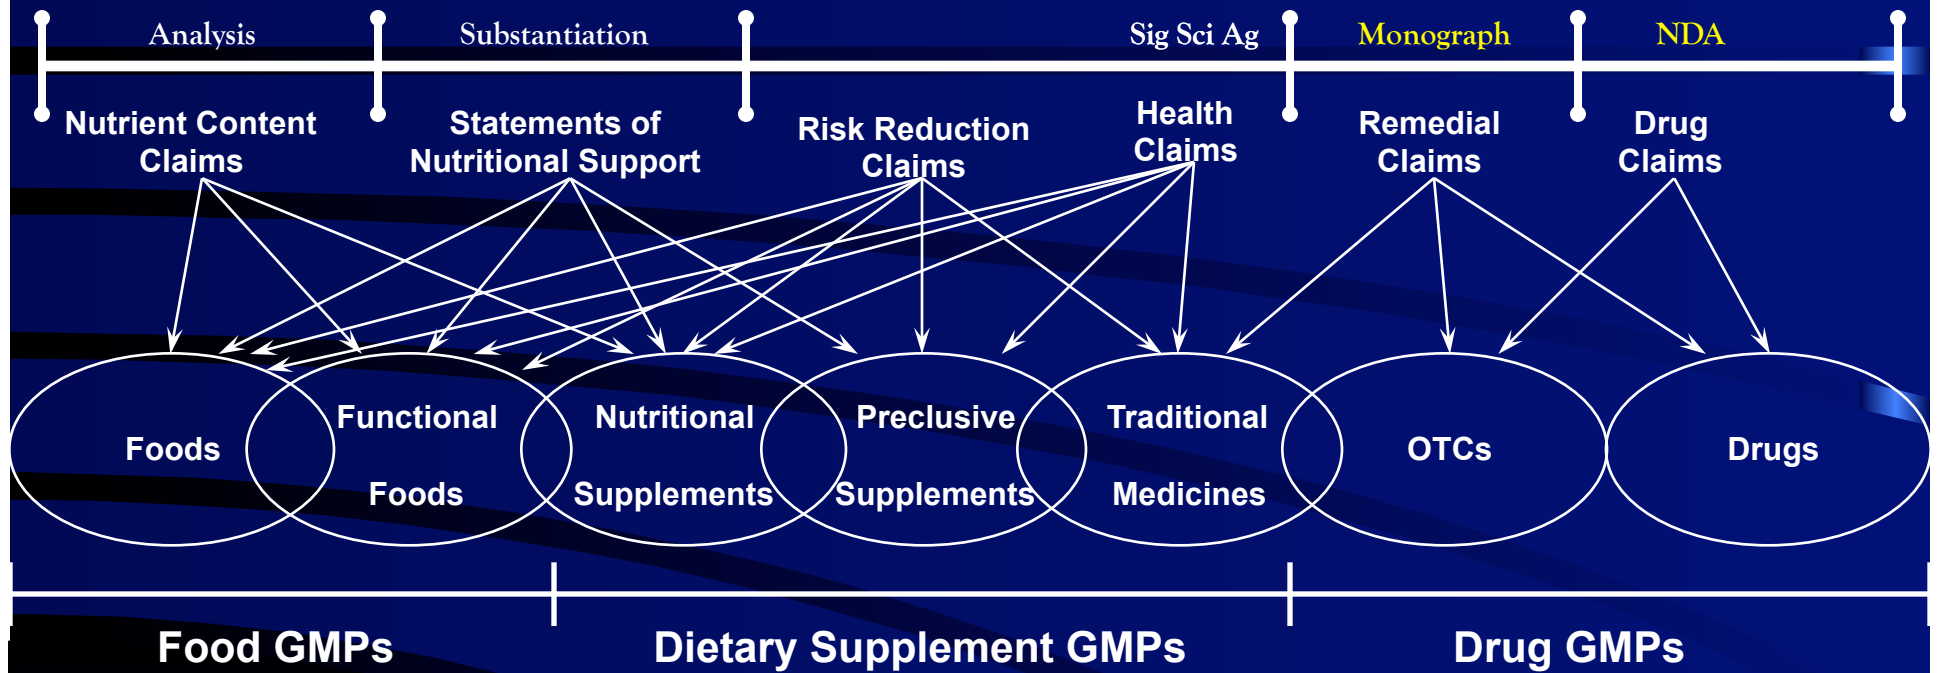 Analysis
Substantiation
Sig Sci Ag
Monograph
NDA
Nutrient Content
Claims
Statements of
Nutritional Support
Risk Reduction
Claims
Health
Claims
Remedial
Claims
Drug
Claims
Foods
Functional
Foods
Nutritional
Supplements
Preclusive
Supplements
Traditional
Medicines
OTCs
Drugs
Food GMPs
Dietary Supplement GMPs
Drug GMPs